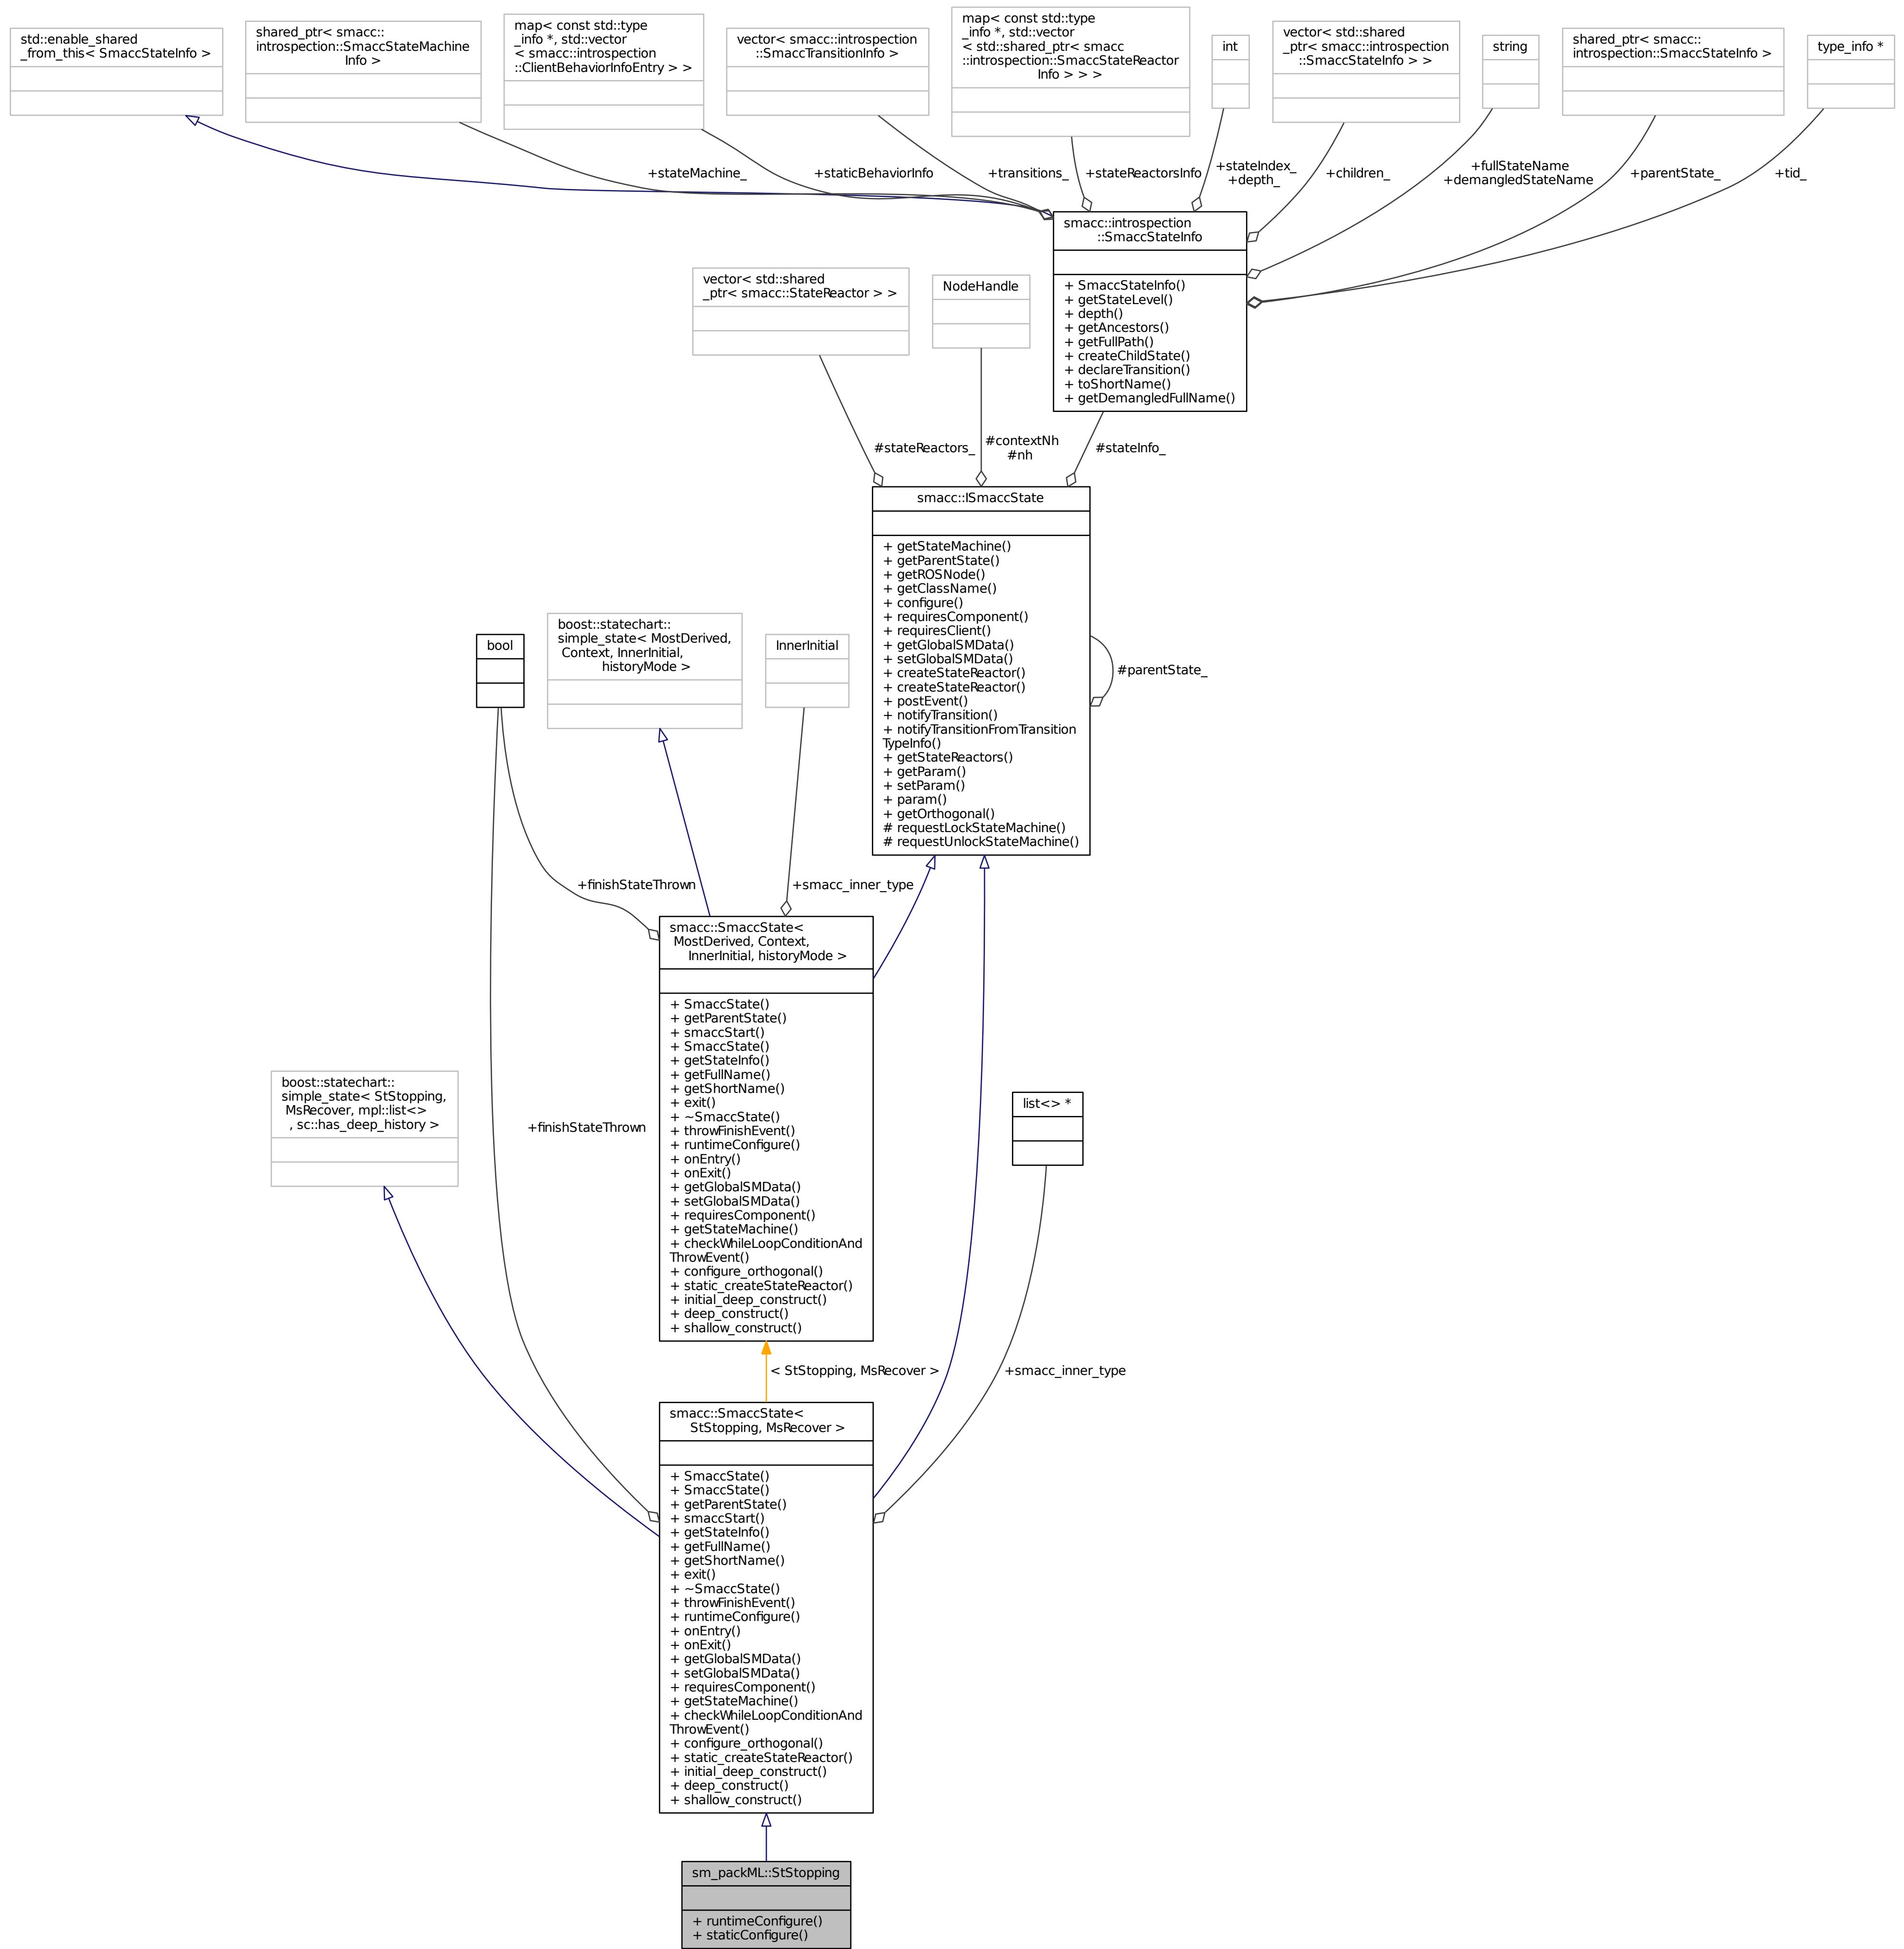 std::enable_shared
_from_this< SmaccStateInfo >
shared_ptr< smacc::
introspection::SmaccStateMachine
Info >
map< const std::type
_info *, std::vector
< smacc::introspection
::ClientBehaviorInfoEntry > >
vector< smacc::introspection
::SmaccTransitionInfo >
map< const std::type
_info *, std::vector
< std::shared_ptr< smacc
::introspection::SmaccStateReactor
Info > > >
int
vector< std::shared
_ptr< smacc::introspection
::SmaccStateInfo > >
string
shared_ptr< smacc::
introspection::SmaccStateInfo >
type_info *
+stateMachine_
+staticBehaviorInfo
+transitions_
+stateReactorsInfo
+stateIndex_
+depth_
+children_
+fullStateName
+demangledStateName
+parentState_
+tid_
smacc::introspection
::SmaccStateInfo
+ SmaccStateInfo()
+ getStateLevel()
+ depth()
+ getAncestors()
+ getFullPath()
+ createChildState()
+ declareTransition()
+ toShortName()
+ getDemangledFullName()
vector< std::shared
_ptr< smacc::StateReactor > >
NodeHandle
#stateReactors_
#contextNh
#nh
#stateInfo_
smacc::ISmaccState
+ getStateMachine()
+ getParentState()
+ getROSNode()
+ getClassName()
+ configure()
+ requiresComponent()
+ requiresClient()
+ getGlobalSMData()
+ setGlobalSMData()
+ createStateReactor()
+ createStateReactor()
+ postEvent()
+ notifyTransition()
+ notifyTransitionFromTransition
TypeInfo()
+ getStateReactors()
+ getParam()
+ setParam()
+ param()
+ getOrthogonal()
# requestLockStateMachine()
# requestUnlockStateMachine()
#parentState_
bool
boost::statechart::
simple_state< MostDerived,
Context, InnerInitial,
historyMode >
InnerInitial
+finishStateThrown
+smacc_inner_type
smacc::SmaccState<
MostDerived, Context,
InnerInitial, historyMode >
+ SmaccState()
+ getParentState()
+ smaccStart()
+ SmaccState()
+ getStateInfo()
+ getFullName()
+ getShortName()
+ exit()
+ ~SmaccState()
+ throwFinishEvent()
+ runtimeConfigure()
+ onEntry()
+ onExit()
+ getGlobalSMData()
+ setGlobalSMData()
+ requiresComponent()
+ getStateMachine()
+ checkWhileLoopConditionAnd
ThrowEvent()
+ configure_orthogonal()
+ static_createStateReactor()
+ initial_deep_construct()
+ deep_construct()
+ shallow_construct()
boost::statechart::
simple_state< StStopping,
MsRecover, mpl::list<>
, sc::has_deep_history >
+finishStateThrown
list<> *
< StStopping, MsRecover >
+smacc_inner_type
smacc::SmaccState<
StStopping, MsRecover >
+ SmaccState()
+ SmaccState()
+ getParentState()
+ smaccStart()
+ getStateInfo()
+ getFullName()
+ getShortName()
+ exit()
+ ~SmaccState()
+ throwFinishEvent()
+ runtimeConfigure()
+ onEntry()
+ onExit()
+ getGlobalSMData()
+ setGlobalSMData()
+ requiresComponent()
+ getStateMachine()
+ checkWhileLoopConditionAnd
ThrowEvent()
+ configure_orthogonal()
+ static_createStateReactor()
+ initial_deep_construct()
+ deep_construct()
+ shallow_construct()
sm_packML::StStopping
+ runtimeConfigure()
+ staticConfigure()